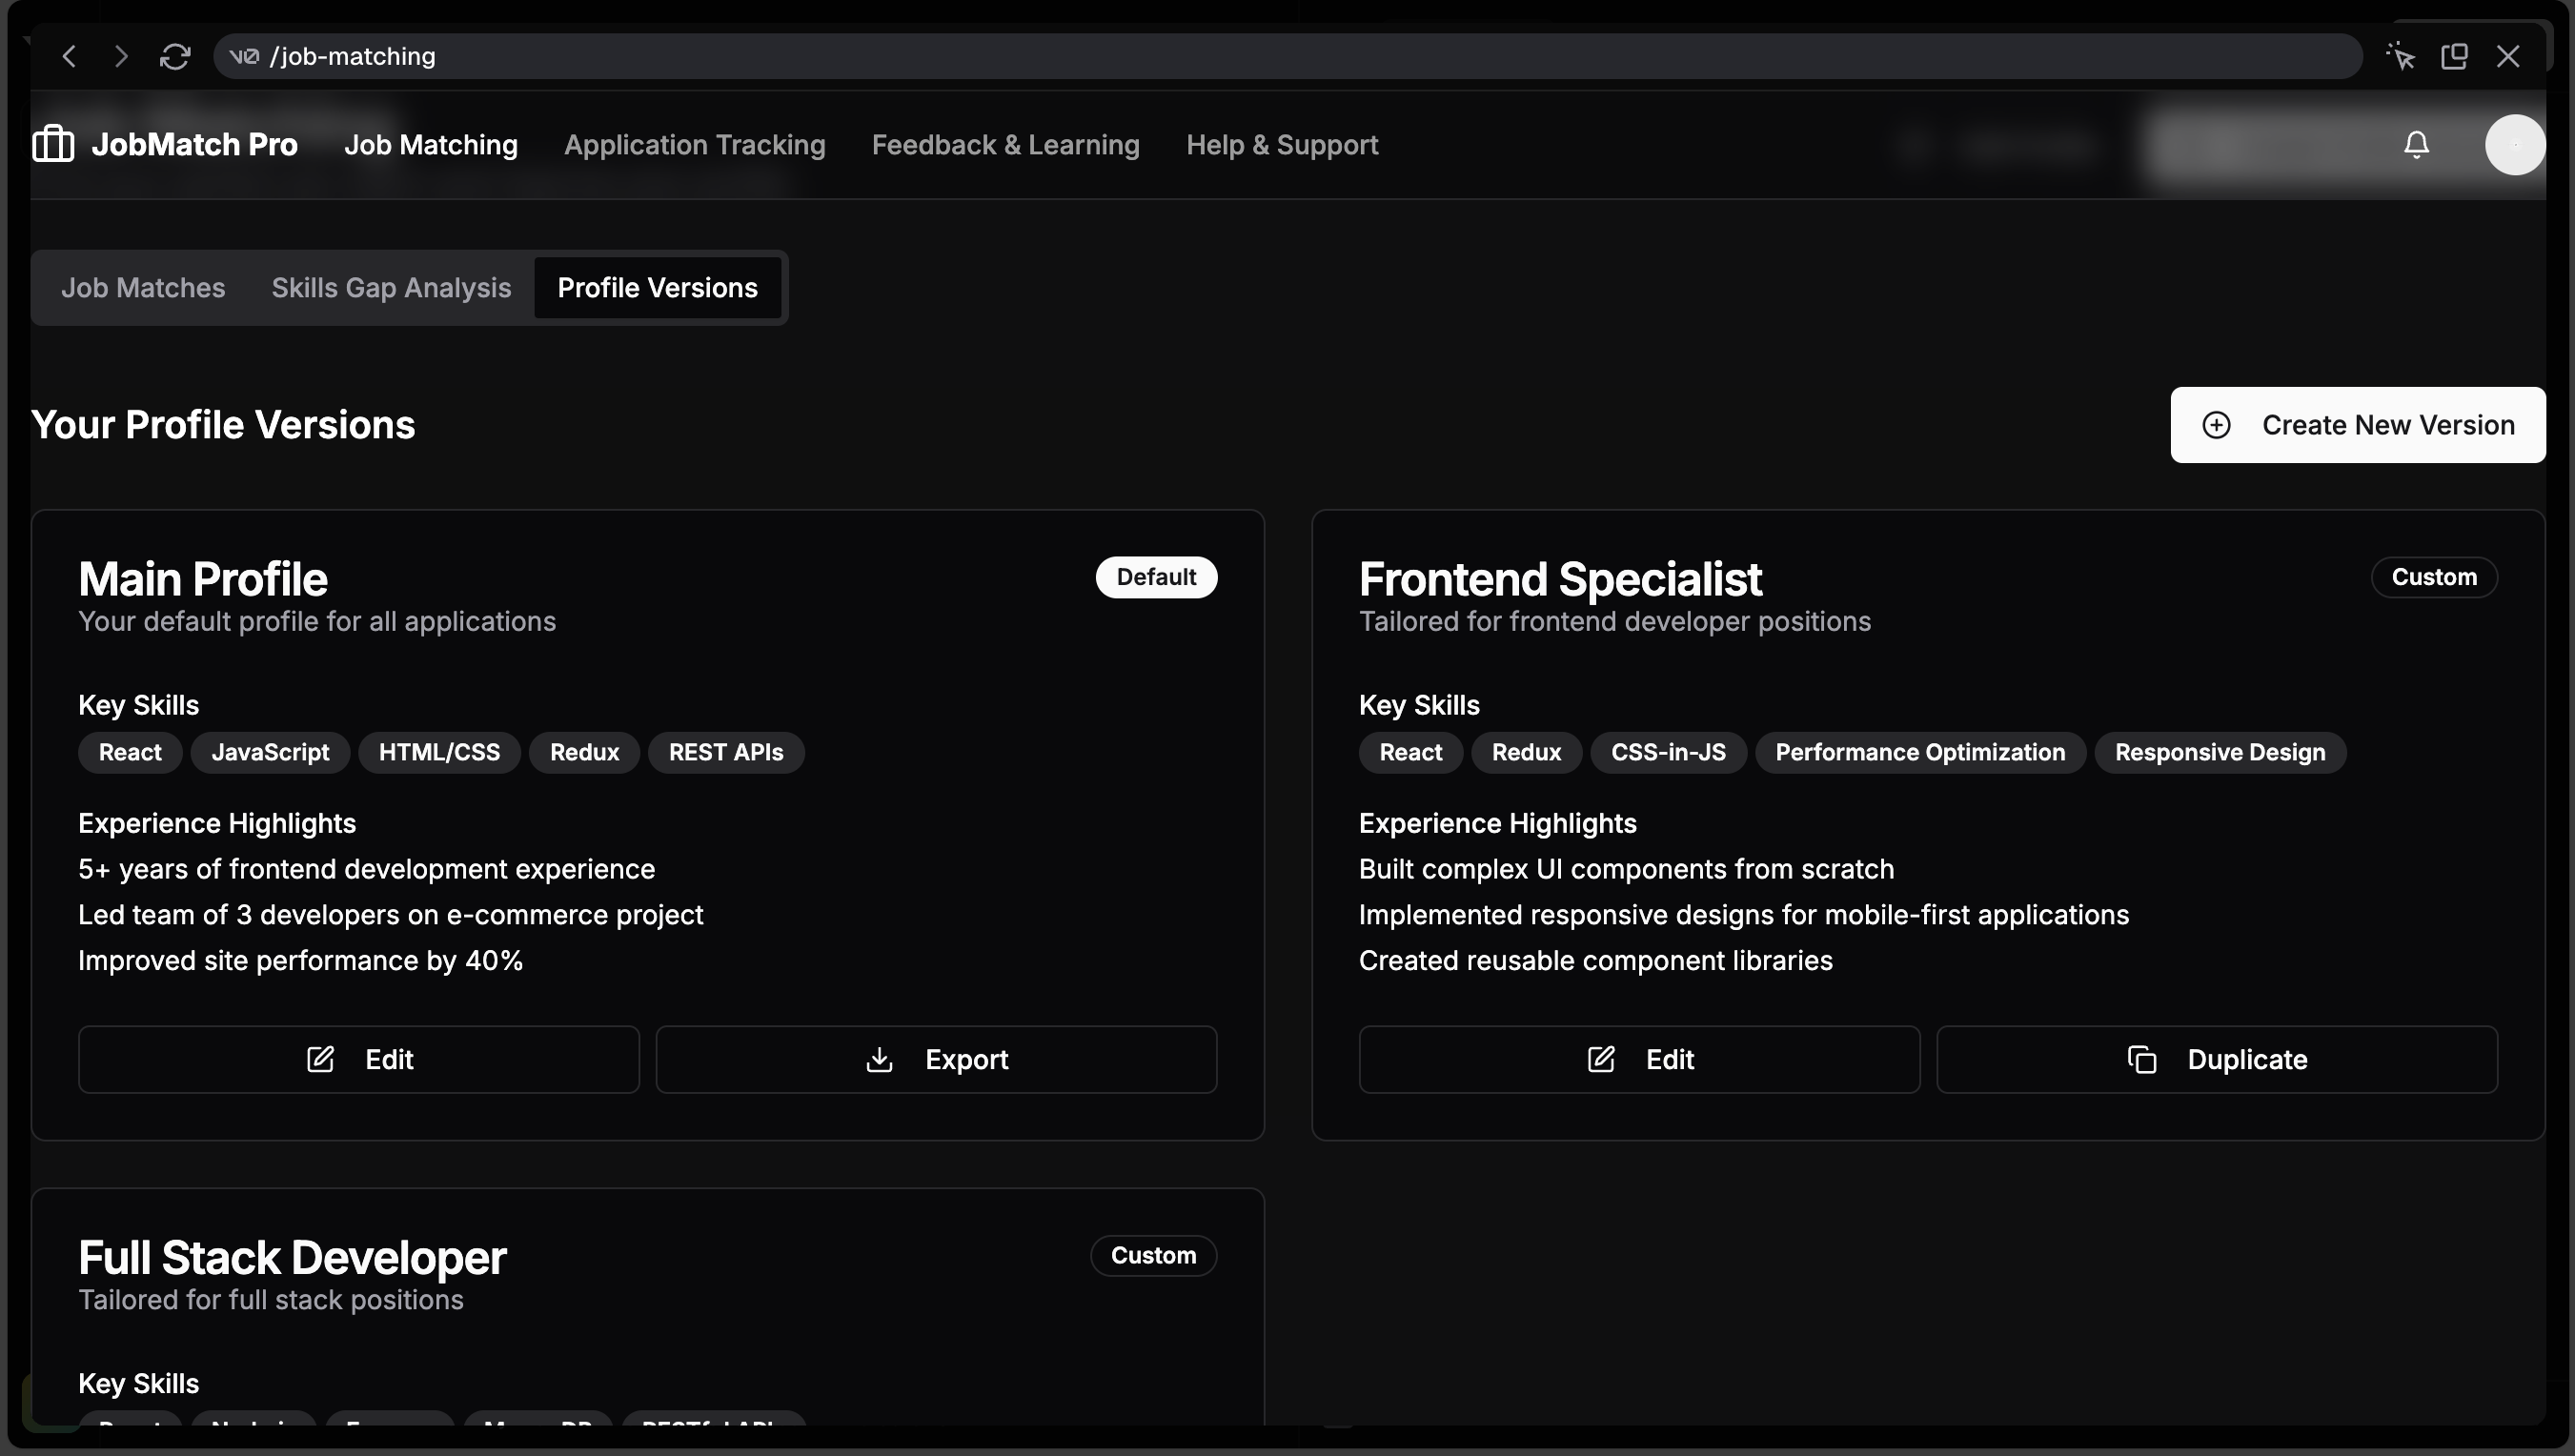 v0 /job-matching
JobMatch Pro Job Matching Application Tracking Feedback & Learning Help & Support
Job Matches Skills Gap Analysis Profile Versions
Your Profile Versions
Create New Version
Main Profile
Default
Your default profile for all applications
Key Skills
React JavaScript HTML/CSS Redux REST APIs
Experience Highlights
5+ years of frontend development experience
Led team of 3 developers on e-commerce project
Improved site performance by 40%
Edit Export
Frontend Specialist
Custom
Tailored for frontend developer positions
Key Skills
React Redux CSS-in-JS Performance Optimization Responsive Design
Experience Highlights
Built complex UI components from scratch
Implemented responsive designs for mobile-first applications
Created reusable component libraries
Edit Duplicate
Full Stack Developer
Custom
Tailored for full stack positions
Key Skills